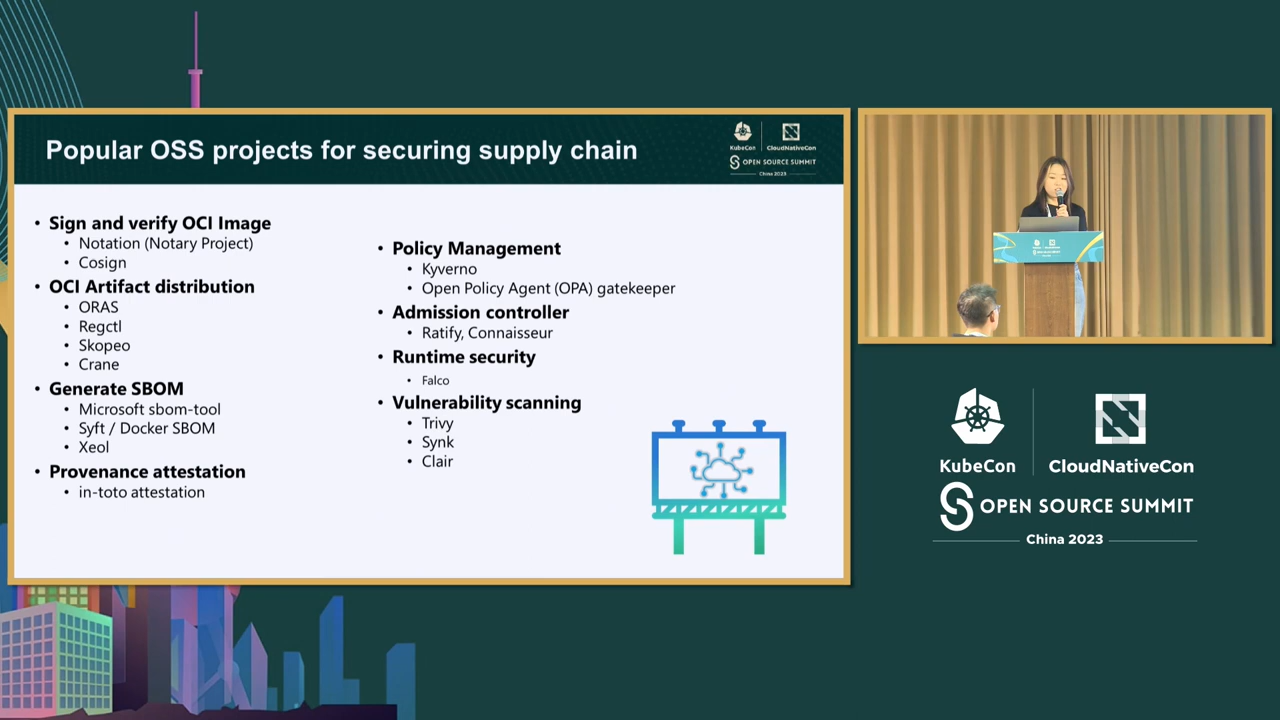 Popular OSS projects for securing supply chain
KubeCon
CloudNativeCon
OPEN SOURCE SUMMIT
China 2023
• Sign and verify OCI Image
• Notation (Notary Project)
• Cosign
• OCI Artifact distribution
• ORAS
• Regctl
• Skopeo
• Crane
• Generate SBOM
• Microsoft sbom-tool
• Syft / Docker SBOM
• Xeol
• Provenance attestation
• in-toto attestation
• Policy Management
• Kyverno
• Open Policy Agent (OPA) gatekeeper
• Admission controller
• Ratify, Connaisseur
• Runtime security
• Falco
• Vulnerability scanning
• Trivy
• Synk
• Clair
KubeCon
CloudNativeCon
OPEN SOURCE SUMMIT
China 2023